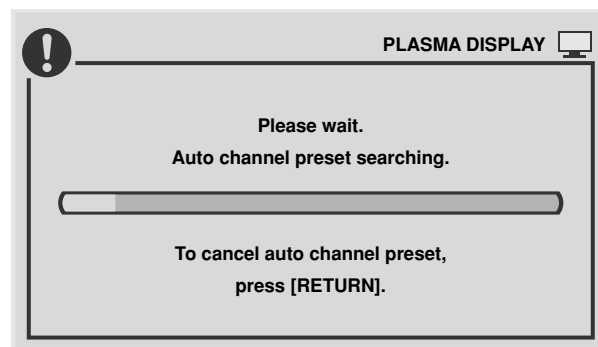 PLASMA DISPLAY
Please wait.
Auto channel preset searching.
To cancel auto channel preset,
press [RETURN].